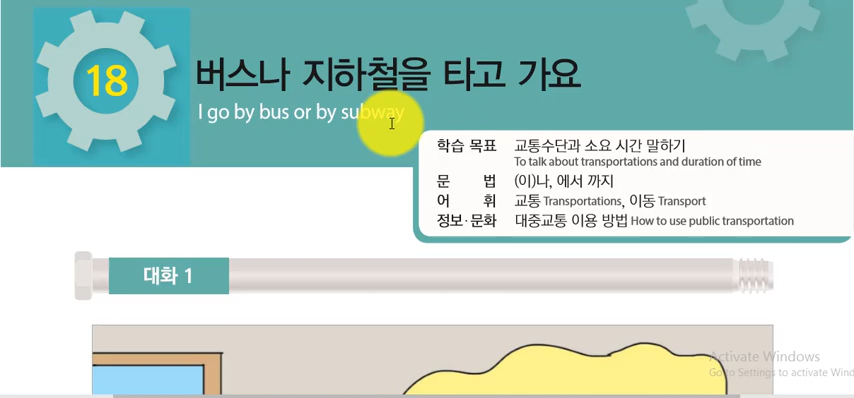 18
버스나 지하철을 타고 가요
I go by bus or by subway
학습 목표 교통수단과 소요 시간 말하기
To talk about transportations and duration of time
문 법 (이)나, 에서 까지
어 휘 교통 Transportations, 이동 Transport
정보·문화 대중교통 이용 방법 How to use public transportation
대화 1
Activate Windows
Go to Settings to activate Wind